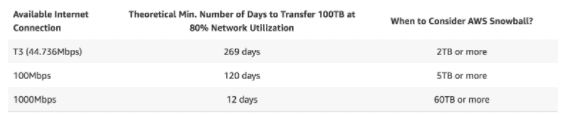 Available Internet Connection
Theoretical Min. Number of Days to Transfer 100TB at 80% Network Utilization
When to Consider AWS Snowball?
T3 (44.736Mbps) 269 days 2TB or more
100Mbps 120 days 5TB or more
1000Mbps 12 days 60TB or more